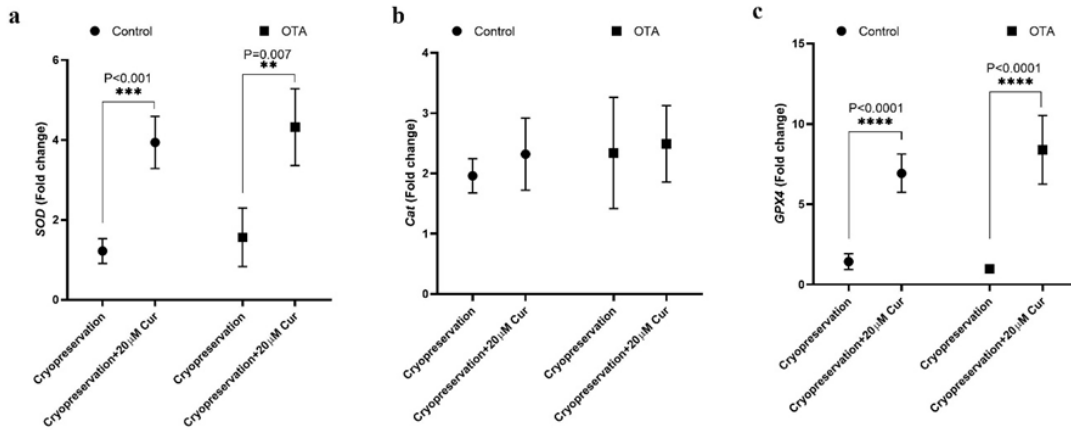 a
Control
OTA
SOD (Fold change)
6
4
2
0
P<0.001
***
P=0.007
**
Cryopreservation
Cryopreservation+20µM Cur
Cryopreservation
Cryopreservation+20µM Cur
b
Control
OTA
Cat (Fold change)
4
3
2
1
0
Cryopreservation
Cryopreservation+20µM Cur
Cryopreservation
Cryopreservation+20µM Cur
c
Control
OTA
GPX4 (Fold change)
15
10
5
0
P<0.0001
****
P<0.0001
****
Cryopreservation
Cryopreservation+20µM Cur
Cryopreservation
Cryopreservation+20µM Cur